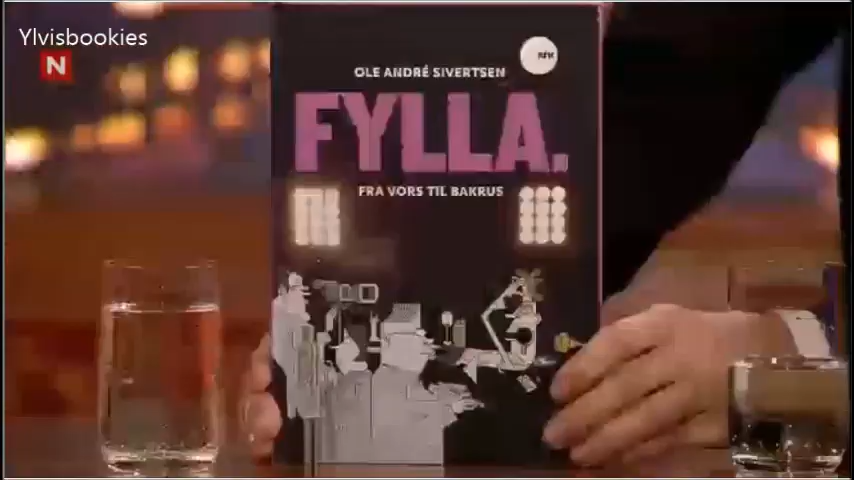 Ylvisbookies
N
OLE ANDRÉ SIVERTSEN
FYLLA.
FRA VORS TIL BAKRUS